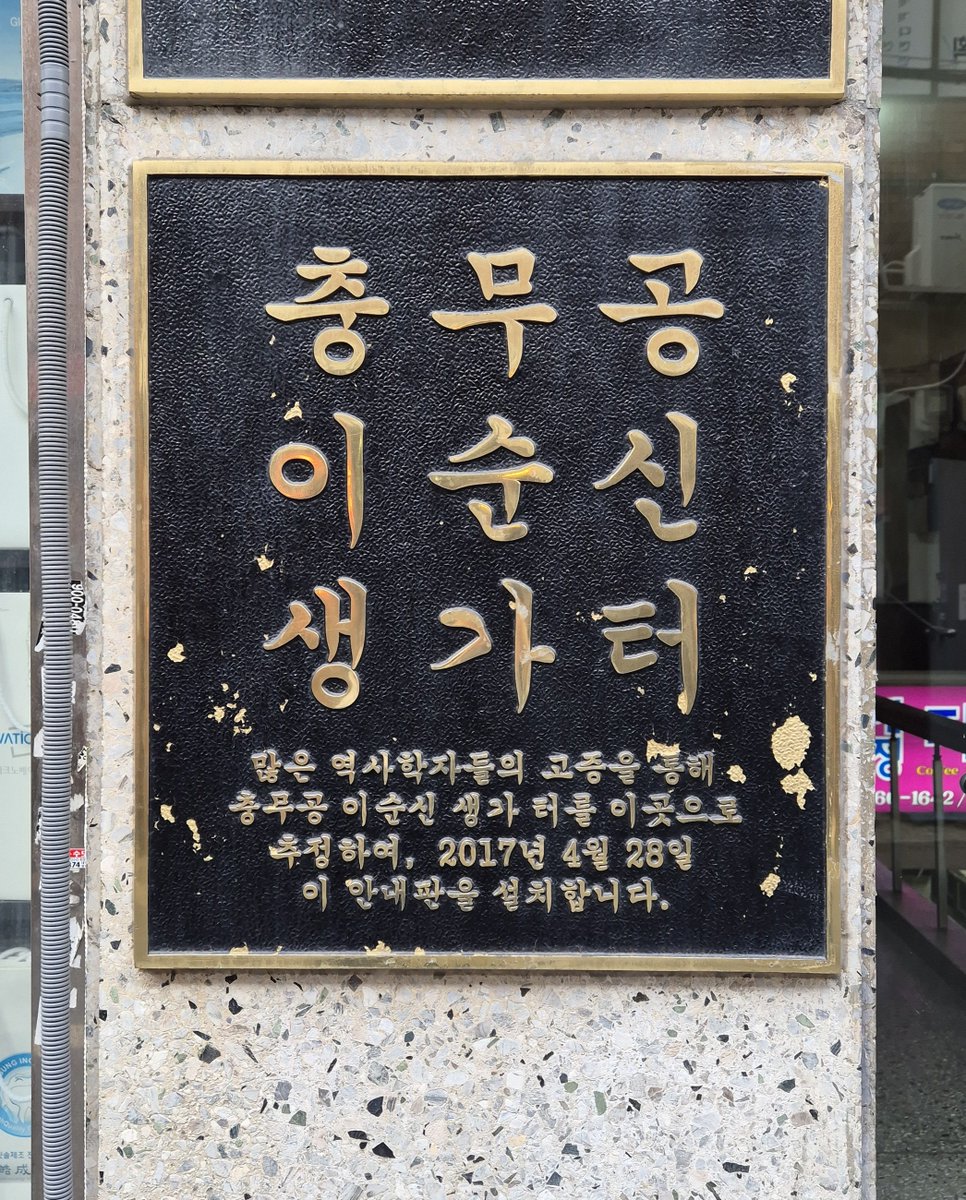 충무공
이순신
생가터
많은 역사학자들의 고증을 통해
충무공 이순신 생가 터를 이곳으로
추정하여, 2017년 4월 28일
이 안내판을 설치합니다.
Coffee